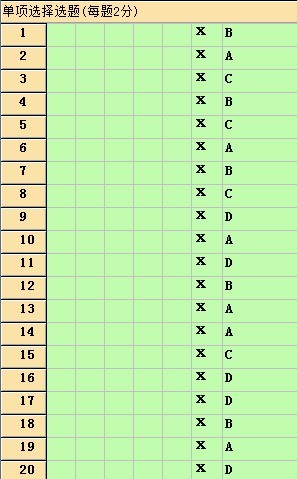 单项选择选题(每题2分)
1 X B
2 X A
3 X C
4 X B
5 X C
6 X A
7 X B
8 X C
9 X D
10 X A
11 X D
12 X B
13 X A
14 X A
15 X C
16 X D
17 X D
18 X B
19 X A
20 X D